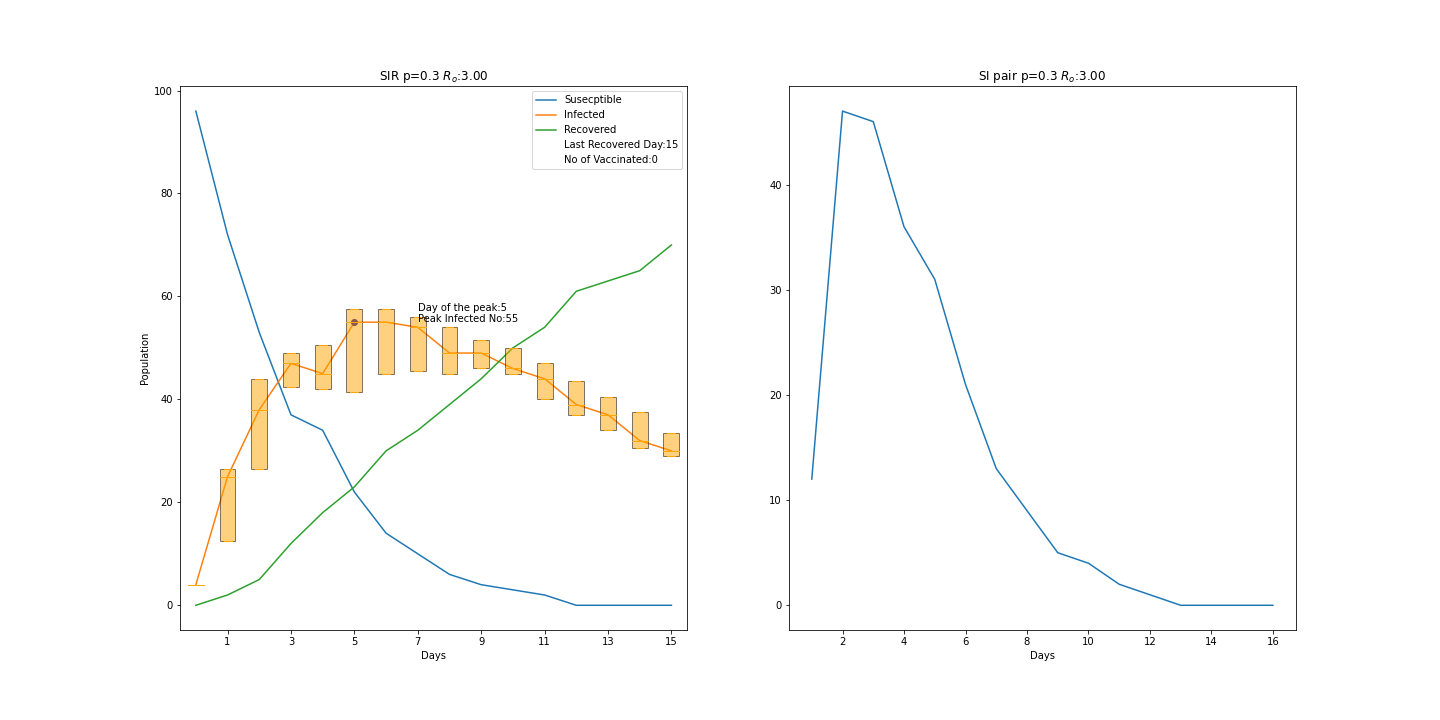 SIR p=0.3 Rₒ:3.00
100
80
60
40
20
0
Population
Susecptible
Infected
Recovered
Last Recovered Day:15
No of Vaccinated:0
Day of the peak:5
Peak Infected No:55
1 3 5 7 9 11 13 15
Days
SI pair p=0.3 Rₒ:3.00
40
30
20
10
0
2 4 6 8 10 12 14 16
Days